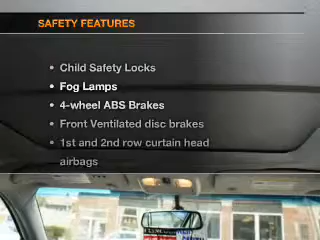 SAFETY FEATURES
• Child Safety Locks
• Fog Lamps
• 4-wheel ABS Brakes
• Front Ventilated disc brakes
• 1st and 2nd row curtain head
airbags